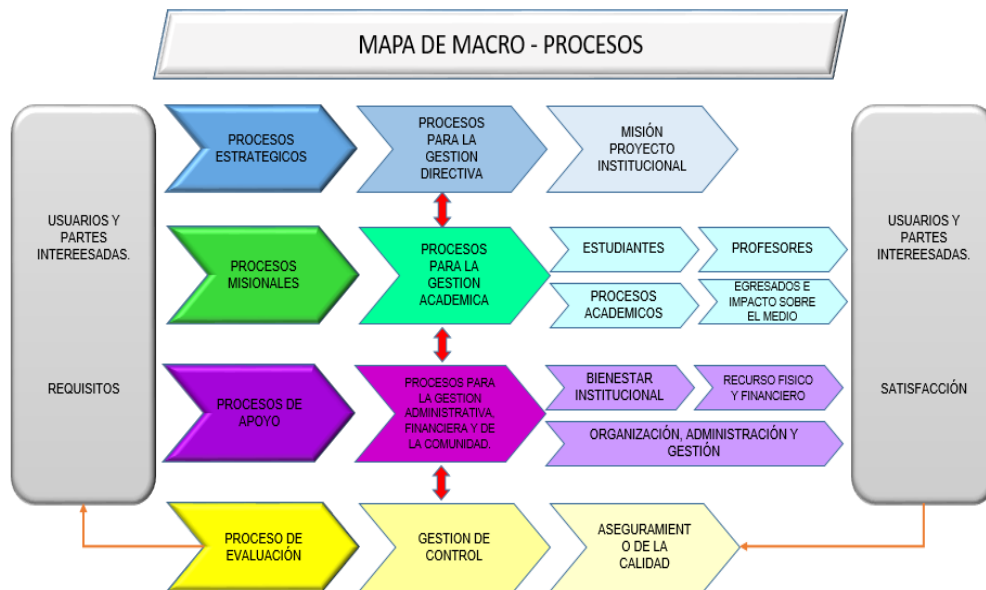 MAPA DE MACRO - PROCESOS
USUARIOS Y
PARTES
INTEREESADAS.
REQUISITOS
PROCESOS
ESTRATEGICOS
PROCESOS
PARA LA
GESTION
DIRECTIVA
MISIÓN
PROYECTO
INSTITUCIONAL
PROCESOS
MISIONALES
PROCESOS
PARA LA
GESTION
ACADEMICA
ESTUDIANTES
PROFESORES
PROCESOS
ACADEMICOS
EGRESADOS E
IMPACTO SOBRE
EL MEDIO
PROCESOS DE
APOYO
PROCESOS PARA
LA GESTION
ADMINISTRATIVA,
FINANCIERA Y DE
LA COMUNIDAD.
BIENESTAR
INSTITUCIONAL
RECURSO FISICO
Y FINANCIERO
ORGANIZACIÓN, ADMINISTRACIÓN Y
GESTIÓN
PROCESO DE
EVALUACIÓN
GESTION DE
CONTROL
ASEGURAMIENT
O DE LA
CALIDAD
USUARIOS Y
PARTES
INTEREESADAS.
SATISFACCIÓN